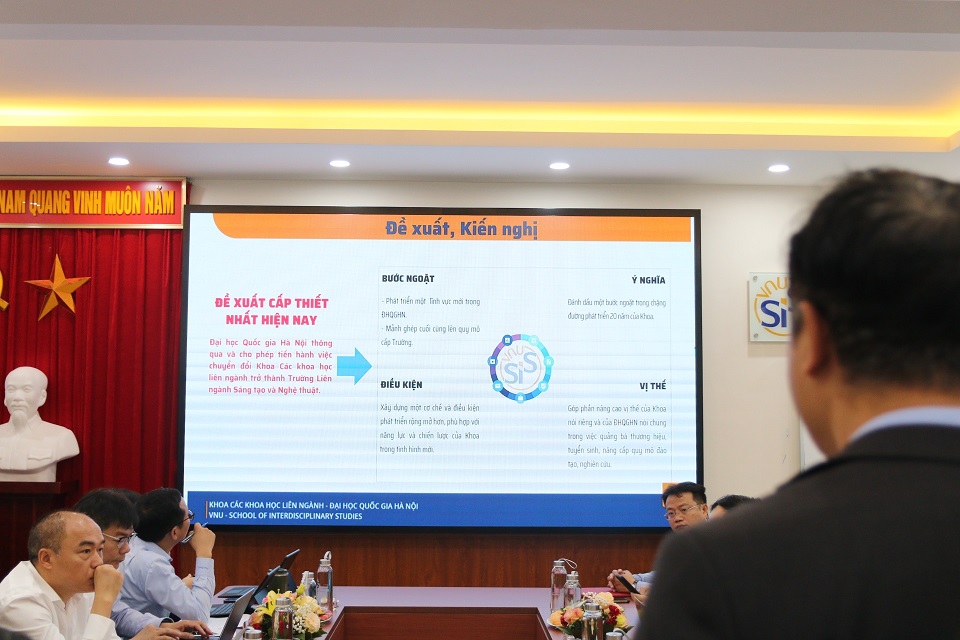 NAM QUANG VINH MUÔN NĂM
Đề xuất, Kiến nghị
ĐỀ XUẤT CẤP THIẾT
NHẤT HIỆN NAY
Đại học Quốc gia Hà Nội thông
qua và cho phép tiến hành việc
chuyển đổi Khoa Các khoa học
liên ngành trở thành Trường Liên
ngành Sáng tạo và Nghệ thuật.
BƯỚC NGOẶT
- Phát triển một lĩnh vực mới trong
ĐHQGHN.
- Mảnh ghép cuối cùng lên quy mô
cấp Trường.
Ý NGHĨA
Đánh dấu một bước ngoặt trong chặng
đường phát triển 20 năm của Khoa.
VNU
SiS
ĐIỀU KIỆN
Xây dựng một cơ chế và điều kiện
phát triển rộng mở hơn, phù hợp với
năng lực và chiến lược của Khoa
trong tình hình mới.
VỊ THẾ
Góp phần nâng cao vị thế của Khoa
nói riêng và của ĐHQGHN nói chung
trong việc quảng bá thương hiệu,
tuyển sinh, nâng cấp quy mô đào
tạo, nghiên cứu.
KHOA CÁC KHOA HỌC LIÊN NGÀNH - ĐẠI HỌC QUỐC GIA HÀ NỘI
VNU - SCHOOL OF INTERDISCIPLINARY STUDIES
VNU
Si